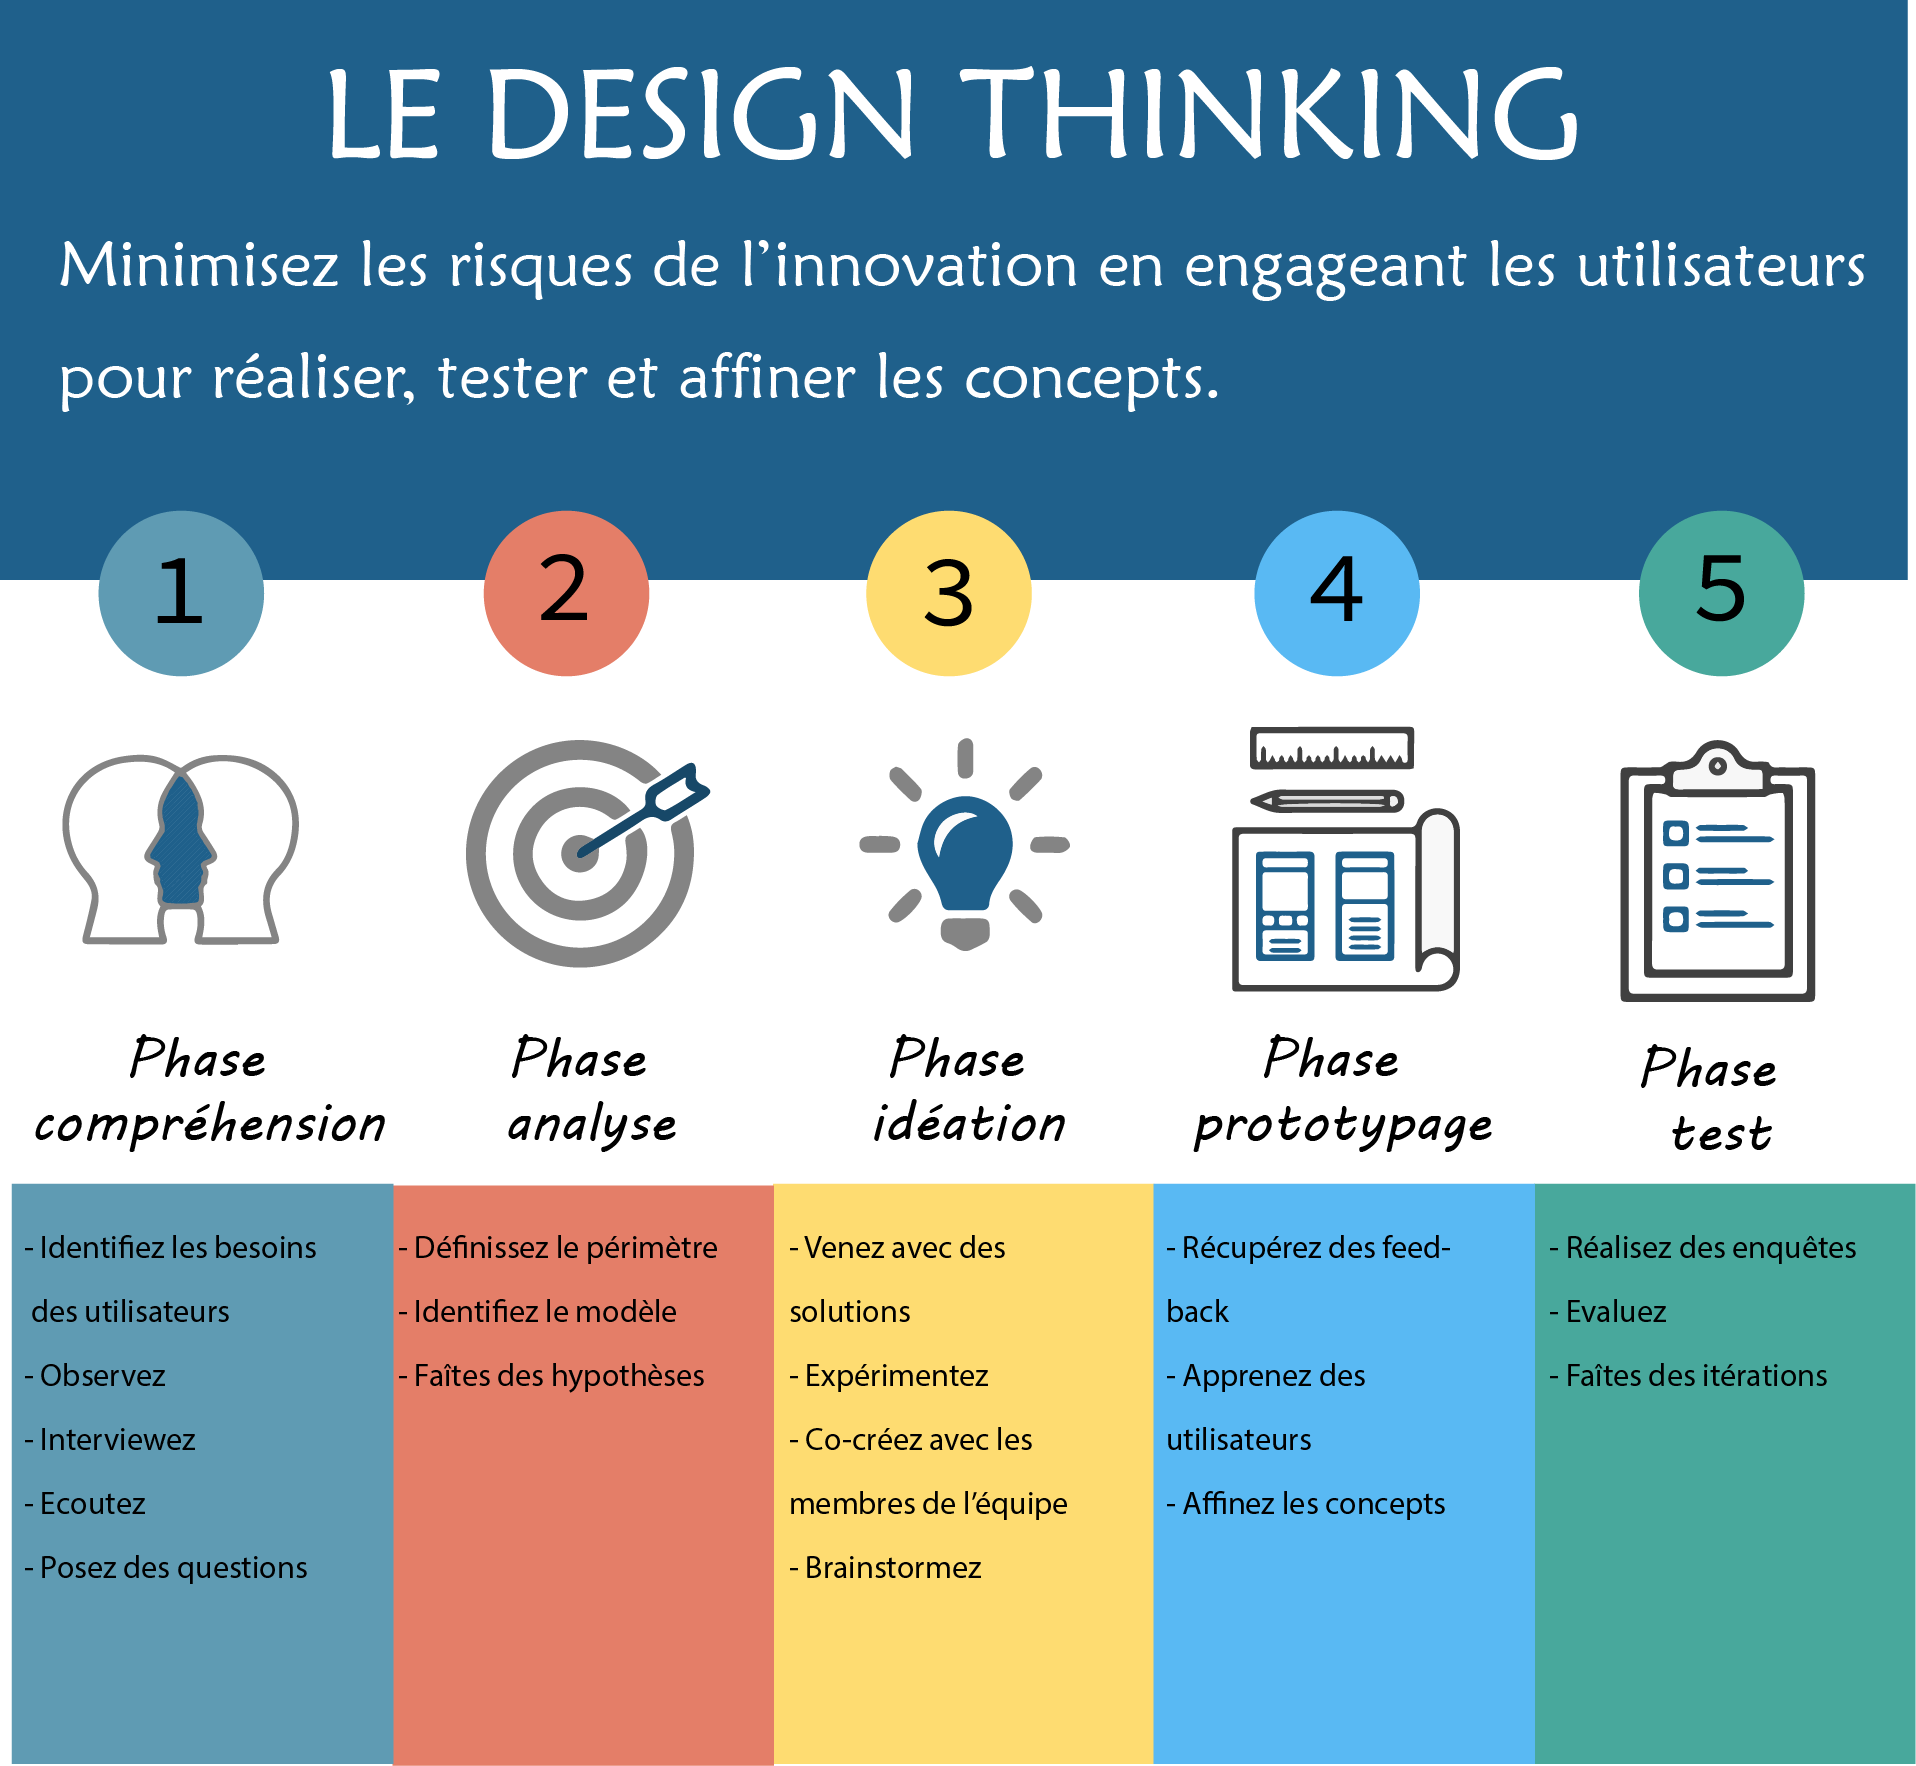 LE DESIGN THINKING
Minimisez les risques de l'innovation en engageant les utilisateurs
pour réaliser, tester et affiner les concepts.
1
2
3
4
5
Phase
compréhension
Phase
analyse
Phase
idéation
Phase
prototypage
Phase
test
- Identifiez les besoins
des utilisateurs
- Observez
- Interviewez
- Ecoutez
- Posez des questions
- Définissez le périmètre
- Identifiez le modèle
- Faîtes des hypothèses
- Venez avec des
solutions
- Expérimentez
- Co-créez avec les
membres de l'équipe
- Brainstormez
- Récupérez des feed-
back
- Apprenez des
utilisateurs
- Affinez les concepts
- Réalisez des enquêtes
- Evaluez
- Faîtes des itérations